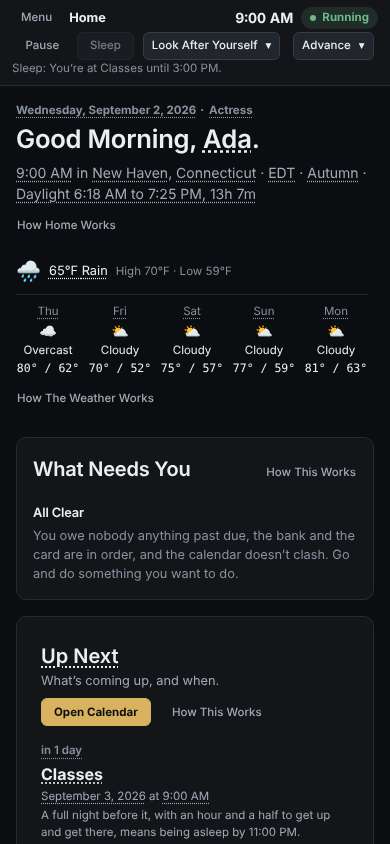 Menu Home 9:00 AM Running
Pause Sleep Look After Yourself Advance
Sleep: You're at Classes until 3:00 PM.
Wednesday, September 2, 2026 · Actress
Good Morning, Ada.
9:00 AM in New Haven, Connecticut · EDT · Autumn ·
Daylight 6:18 AM to 7:25 PM, 13h 7m
How Home Works
65°F Rain High 70°F · Low 59°F
Thu Fri Sat Sun Mon
Overcast Cloudy Cloudy Cloudy Cloudy
80° / 62° 70° / 52° 75° / 57° 77° / 59° 81° / 63°
How The Weather Works
What Needs You How This Works
All Clear
You owe nobody anything past due, the bank and the
card are in order, and the calendar doesn't clash. Go
and do something you want to do.
Up Next
What's coming up, and when.
Open Calendar How This Works
in 1 day
Classes
September 3, 2026 at 9:00 AM
A full night before it, with an hour and a half to get up
and get there, means being asleep by 11:00 PM.